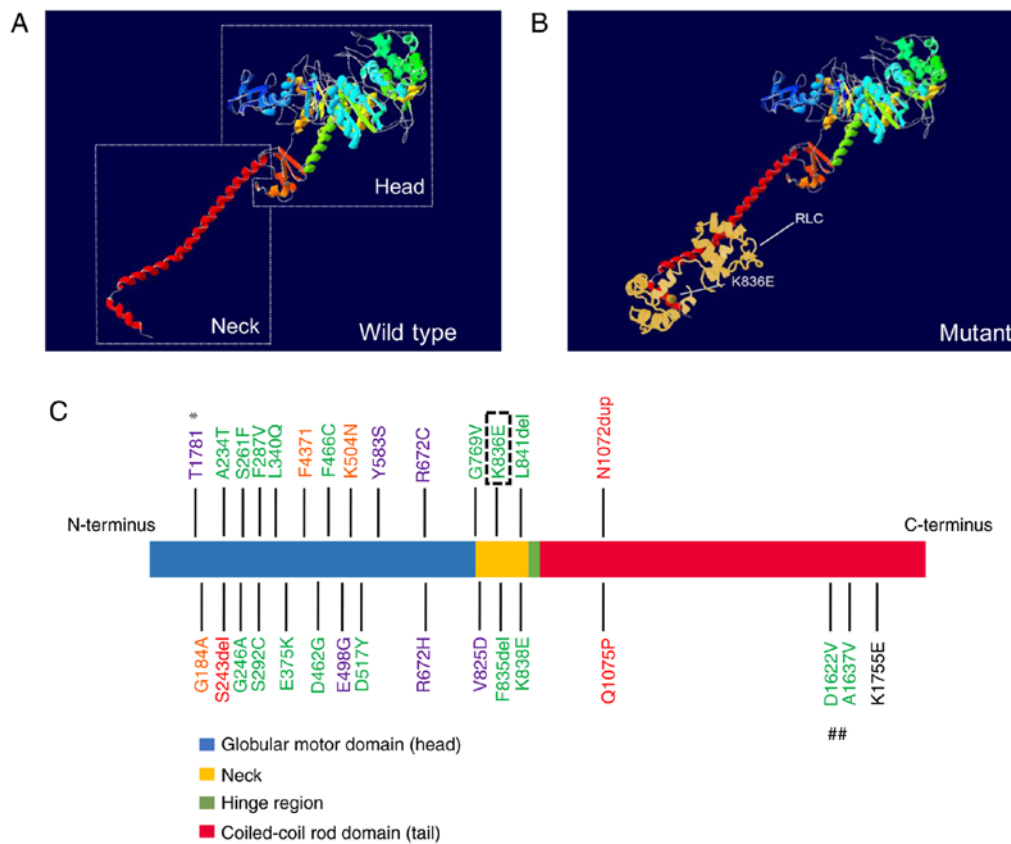 A
Head
Neck
Wild type
B
RLC
K836E
Mutant
C
T1781 *
A234T
S261F
F287V
L340Q
F4371
F466C
K504N
Y583S
R672C
G769V
K836E
L841del
N1072dup
N-terminus
C-terminus
G184A
S243del
G246A
S292C
E375K
D462G
E498G
D517Y
R672H
V825D
F835del
K838E
Q1075P
D1622V
A1637V
K1755E
##
Globular motor domain (head)
Neck
Hinge region
Coiled-coil rod domain (tail)